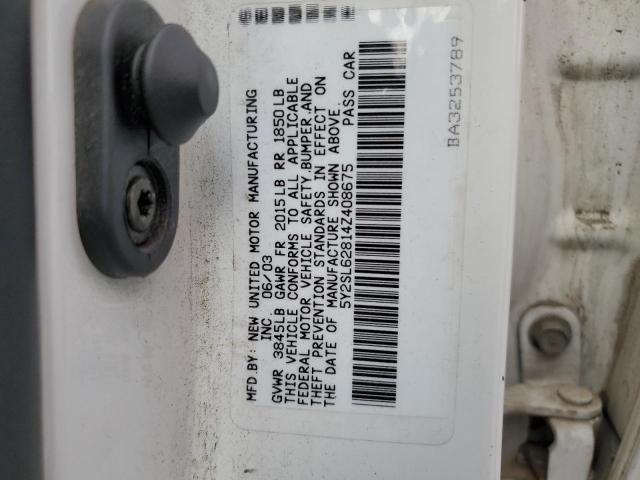 MFD.BY: NEW UNITED MOTOR MANUFACTURING
INC. 06/03
GVWR 3845LB GAWR FR 2015LB RR 1850LB
THIS VEHICLE CONFORMS TO ALL APPLICABLE
FEDERAL MOTOR VEHICLE SAFETY,BUMPER,AND
THEFT PREVENTION STANDARDS IN EFFECT ON
THE DATE OF MANUFACTURE SHOWN ABOVE.
5Y2SL62814Z408675 PASS CAR
BA3253789